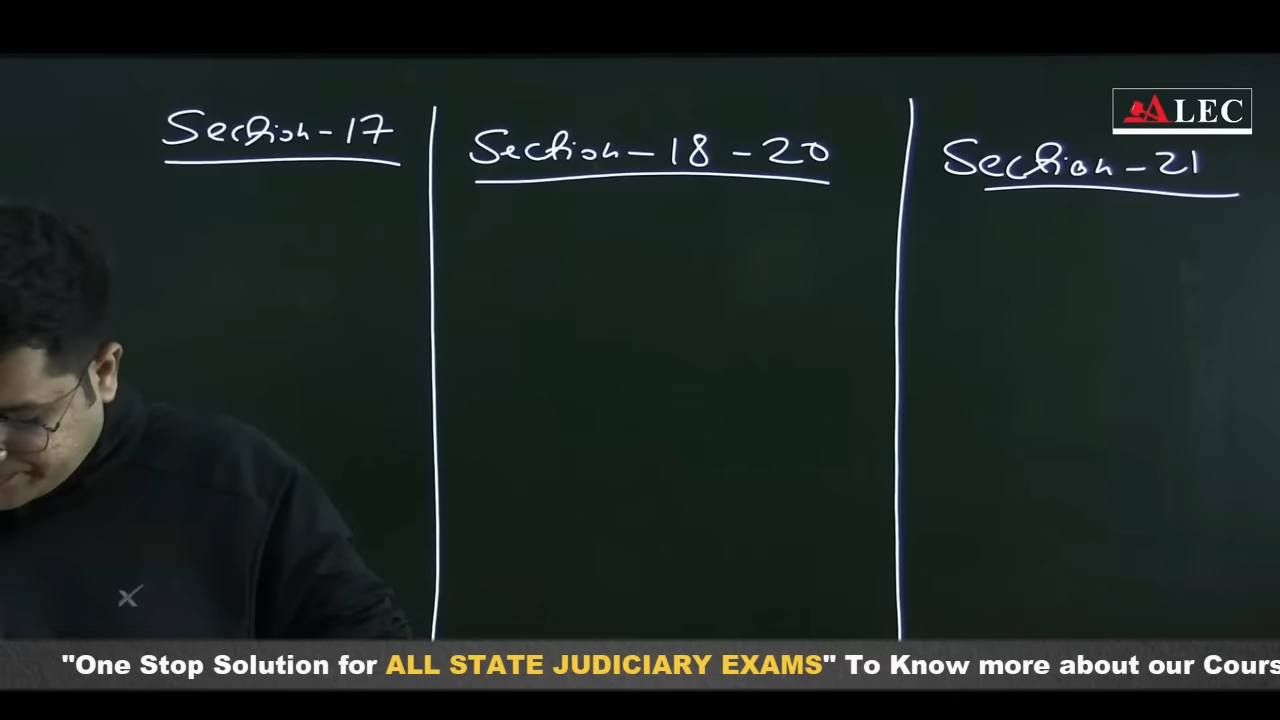 ALEC
Section-17
Section-18-20
Section-21
"One Stop Solution for ALL STATE JUDICIARY EXAMS" To Know more about our Cours